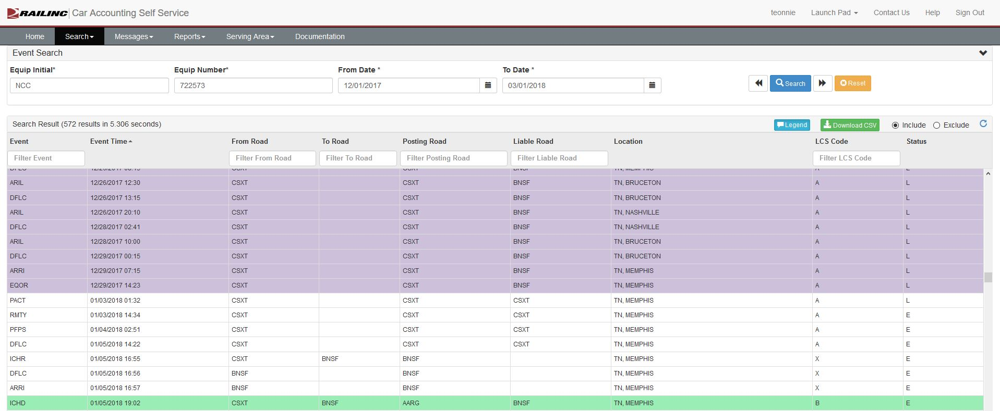 RAILINC Car Accounting Self Service teonnie Launch Pad Contact Us Help Sign Out
Home Search Messages Reports Serving Area Documentation
Event Search
Equip Initial* Equip Number* From Date * To Date *
NCC 722573 12/01/2017 03/01/2018 Search Reset
Search Result (572 results in 5.306 seconds) Legend Download CSV Include Exclude
Event Event Time From Road To Road Posting Road Liable Road Location LCS Code Status
Filter Event Filter From Road Filter To Road Filter Posting Road Filter Liable Road Filter LCS Code
DFLC CSXT CSXT BNSF TN, MEMPHIS A L
ARIL 12/26/2017 12:30 CSXT CSXT BNSF TN, BRUCETON A L
DFLC 12/26/2017 13:15 CSXT CSXT BNSF TN, BRUCETON A L
ARIL 12/26/2017 20:10 CSXT CSXT BNSF TN, NASHVILLE A L
DFLC 12/28/2017 02:41 CSXT CSXT BNSF TN, NASHVILLE A L
ARIL 12/28/2017 10:00 CSXT CSXT BNSF TN, BRUCETON A L
DFLC 12/29/2017 00:15 CSXT CSXT BNSF TN, BRUCETON A L
ARRI 12/29/2017 07:15 CSXT CSXT BNSF TN, MEMPHIS A L
EQOR 12/29/2017 14:23 CSXT CSXT BNSF TN, MEMPHIS A L
PACT 01/03/2018 01:32 CSXT CSXT CSXT TN, MEMPHIS A L
RMTY 01/03/2018 14:34 CSXT CSXT CSXT TN, MEMPHIS A E
PFPS 01/04/2018 02:51 CSXT CSXT CSXT TN, MEMPHIS A E
DFLC 01/05/2018 14:22 CSXT CSXT CSXT TN, MEMPHIS A E
ICHR 01/05/2018 16:55 CSXT BNSF BNSF TN, MEMPHIS X E
DFLC 01/05/2018 16:56 BNSF BNSF TN, MEMPHIS X E
ARRI 01/05/2018 16:57 BNSF BNSF TN, MEMPHIS X E
ICHD 01/05/2018 19:02 CSXT BNSF AARG BNSF TN, MEMPHIS B E